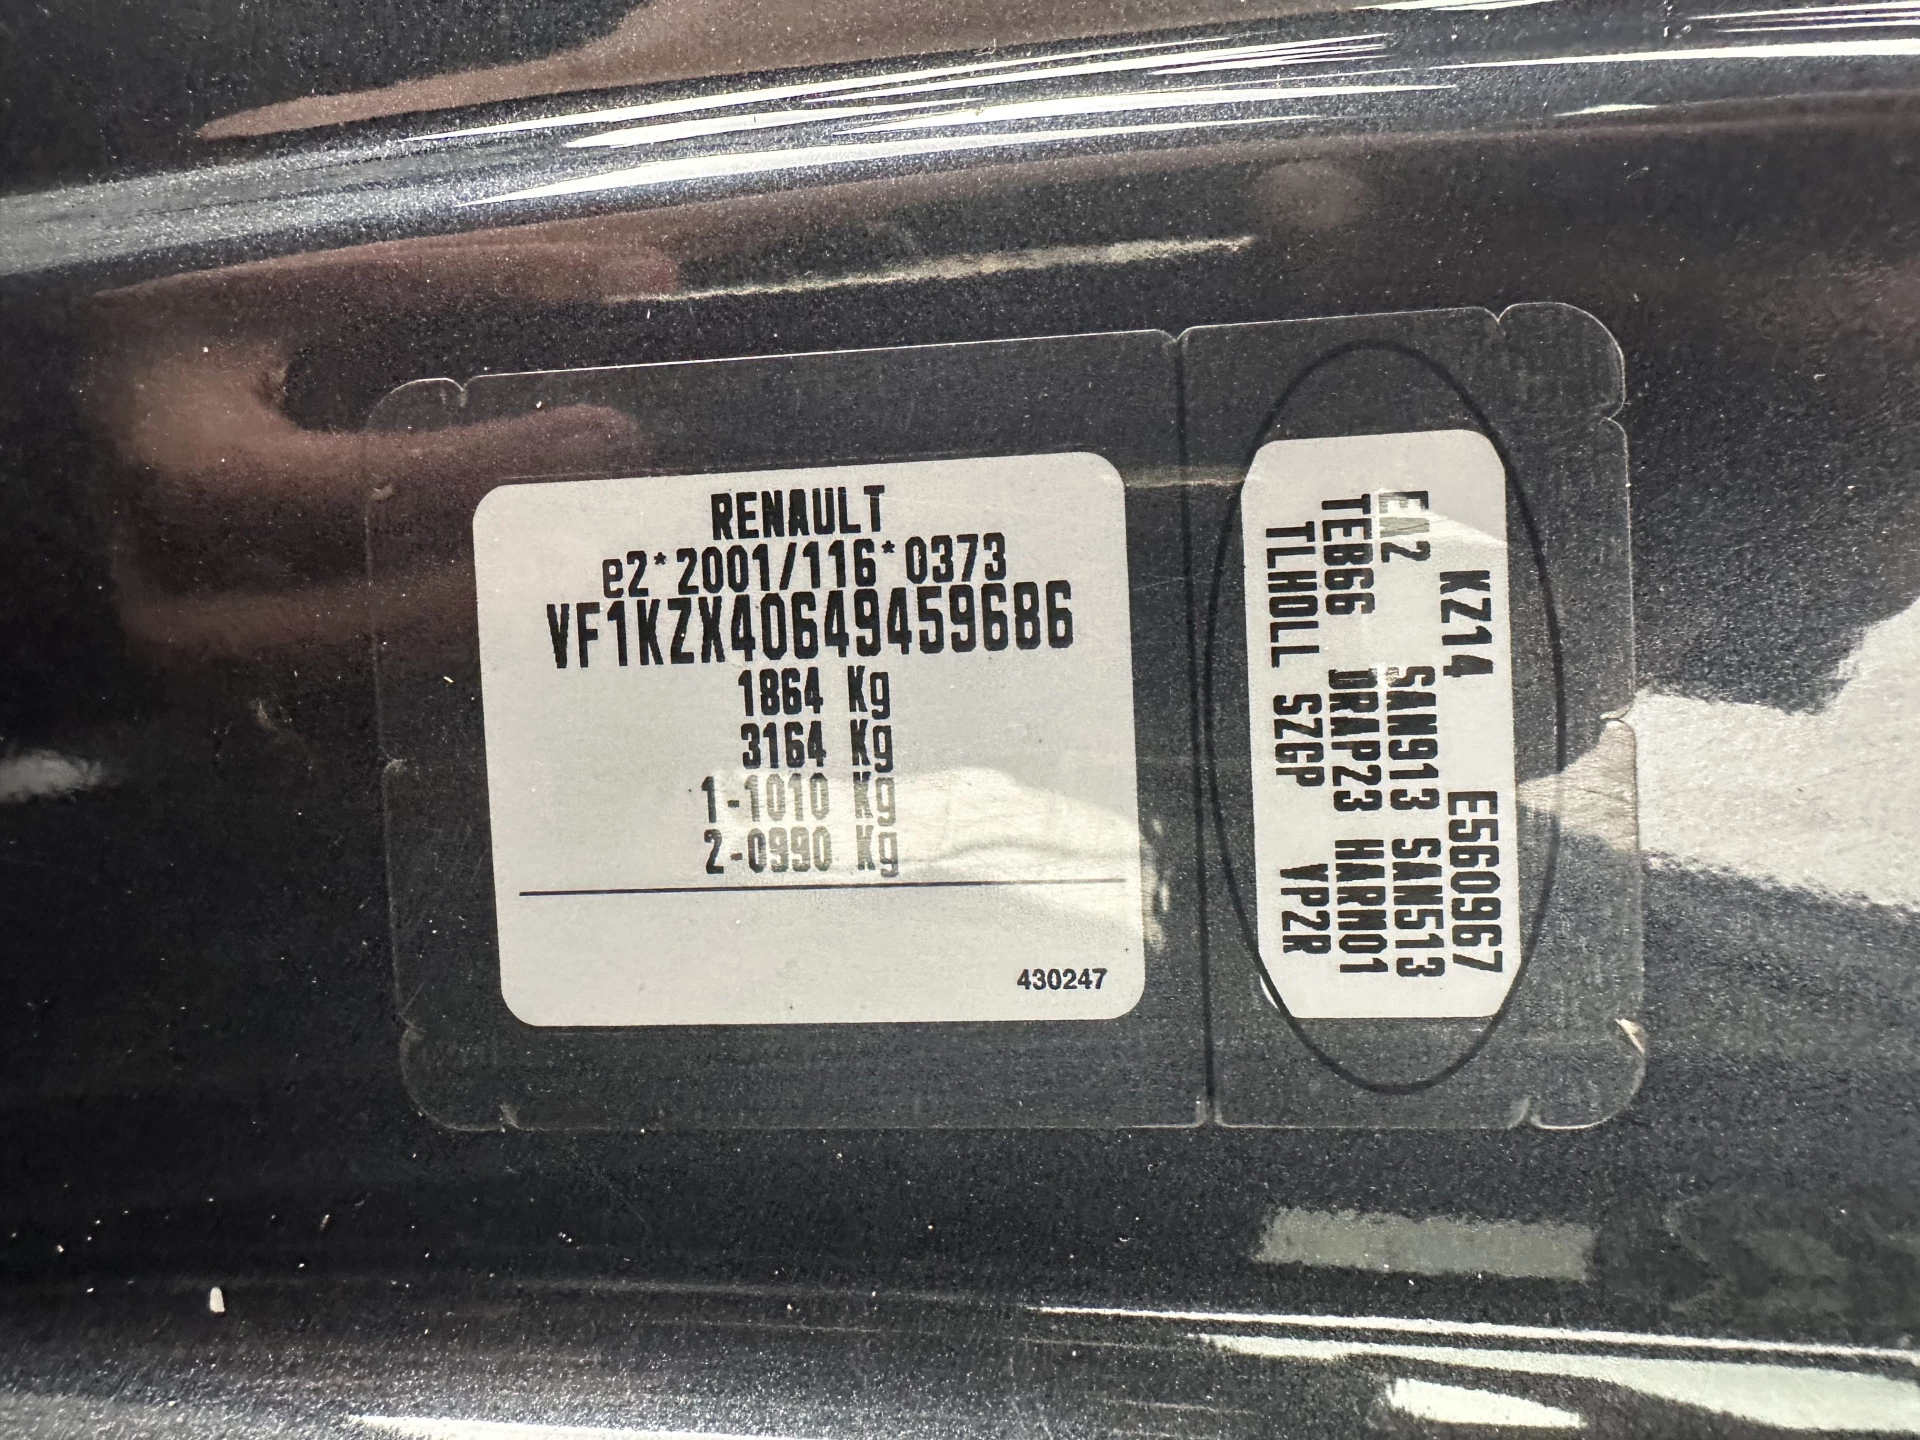 RENAULT
e2*2001/116*0373
VF1KZX40649459686
1864 Kg
3164 Kg
1-1010 Kg
2-0990 Kg
430247
KZ14 E560967
EA2 SAN913 SAN513
TEB66 DRAP23 HARM01
TLHOLL SZGP VP2R